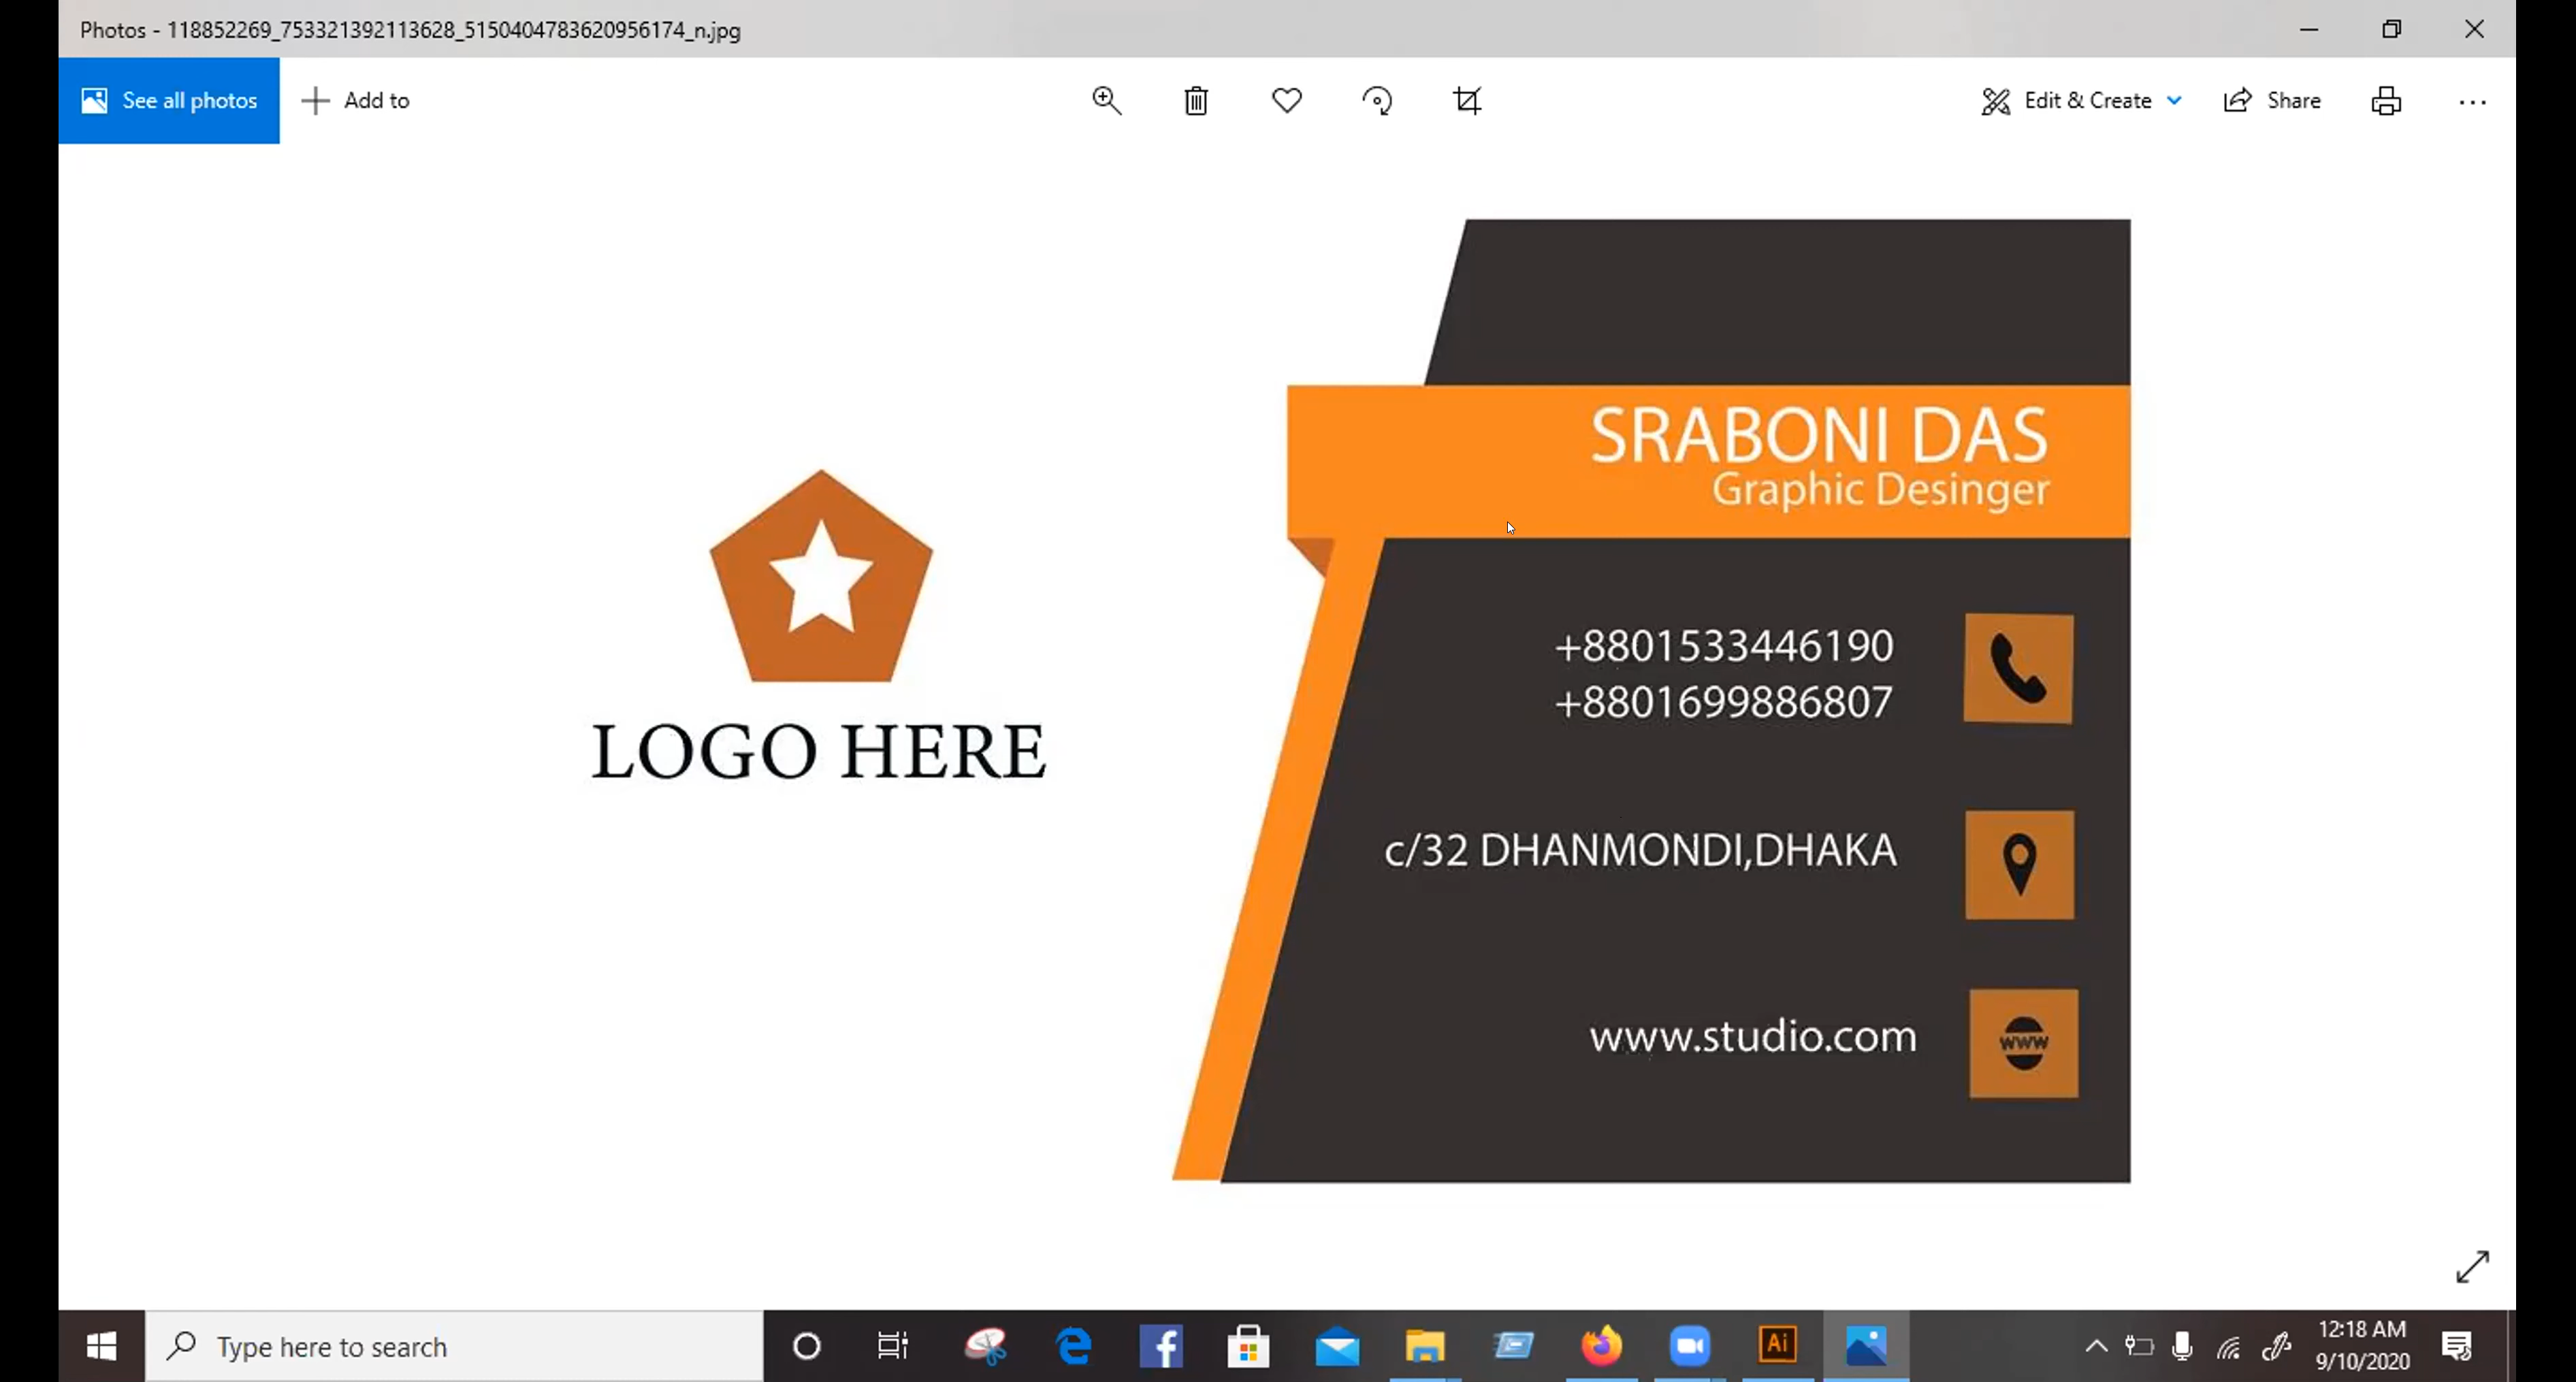 Photos - 118852269_753321392113628_5150404783620956174_n.jpg
See all photos
Add to
Edit & Create
Share
SRABONI DAS
Graphic Desinger
LOGO HERE
+8801533446190
+8801699886807
c/32 DHANMONDI,DHAKA
www.studio.com
www
Type here to search
Ai
12:18 AM
9/10/2020